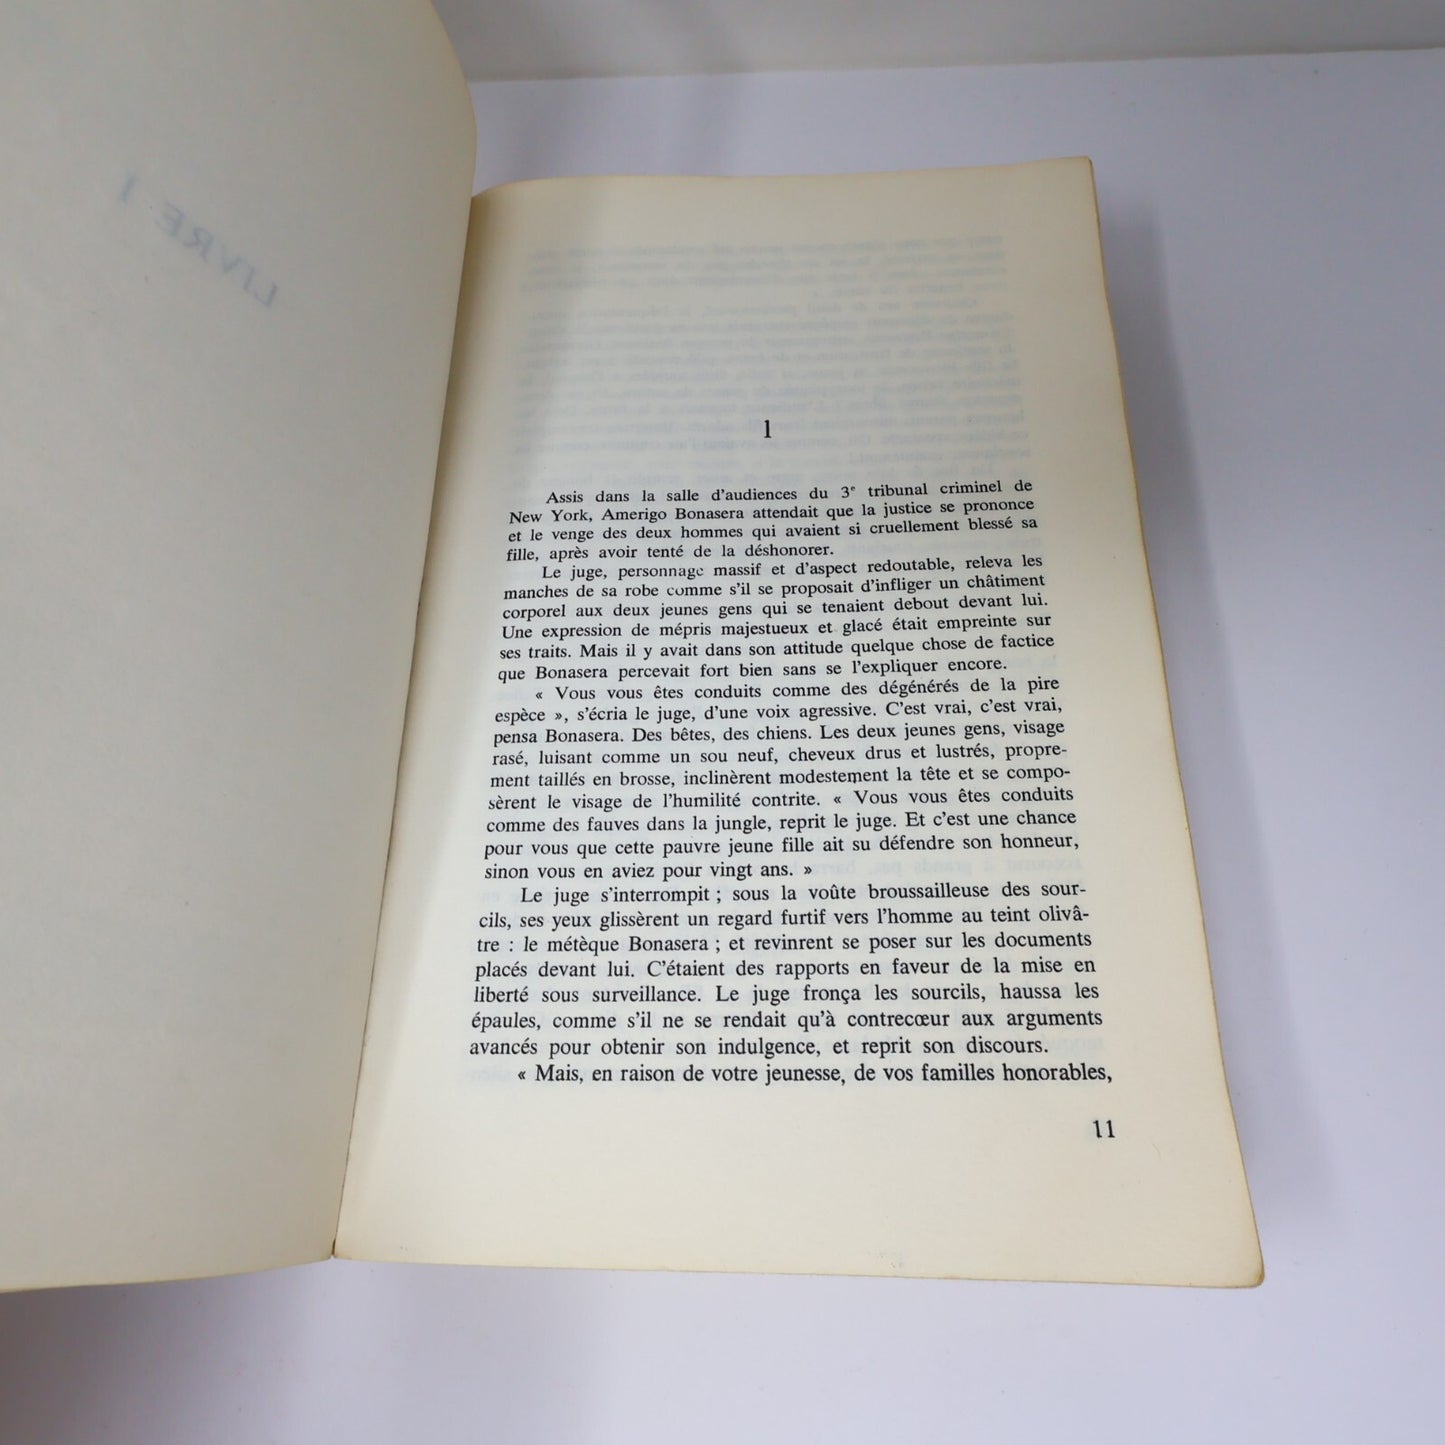 LIVRE I
1
Assis dans la salle d'audiences du 3e tribunal criminel de
New York, Amerigo Bonasera attendait que la justice se prononce
et le venge des deux hommes qui avaient si cruellement blessé sa
fille, après avoir tenté de la déshonorer.
Le juge, personnage massif et d'aspect redoutable, releva les
manches de sa robe comme s'il se proposait d'infliger un châtiment
corporel aux deux jeunes gens qui se tenaient debout devant lui.
Une expression de mépris majestueux et glacé était empreinte sur
ses traits. Mais il y avait dans son attitude quelque chose de factice
que Bonasera percevait fort bien sans se l'expliquer encore.
« Vous vous êtes conduits comme des dégénérés de la pire
espèce », s'écria le juge, d'une voix agressive. C'est vrai, c'est vrai,
pensa Bonasera. Des bêtes, des chiens. Les deux jeunes gens, visage
rasé, luisant comme un sou neuf, cheveux drus et lustrés, propre-
ment taillés en brosse, inclinèrent modestement la tête et se compo-
sèrent le visage de l'humilité contrite. « Vous vous êtes conduits
comme des fauves dans la jungle, reprit le juge. Et c'est une chance
pour vous que cette pauvre jeune fille ait su défendre son honneur,
sinon vous en aviez pour vingt ans. »
Le juge s'interrompit ; sous la voûte broussailleuse des sour-
cils, ses yeux glissèrent un regard furtif vers l'homme au teint olivâ-
tre : le métèque Bonasera ; et revinrent se poser sur les documents
placés devant lui. C'étaient des rapports en faveur de la mise en
liberté sous surveillance. Le juge fronça les sourcils, haussa les
épaules, comme s'il ne se rendait qu'à contrecœur aux arguments
avancés pour obtenir son indulgence, et reprit son discours.
« Mais, en raison de votre jeunesse, de vos familles honorables,
11